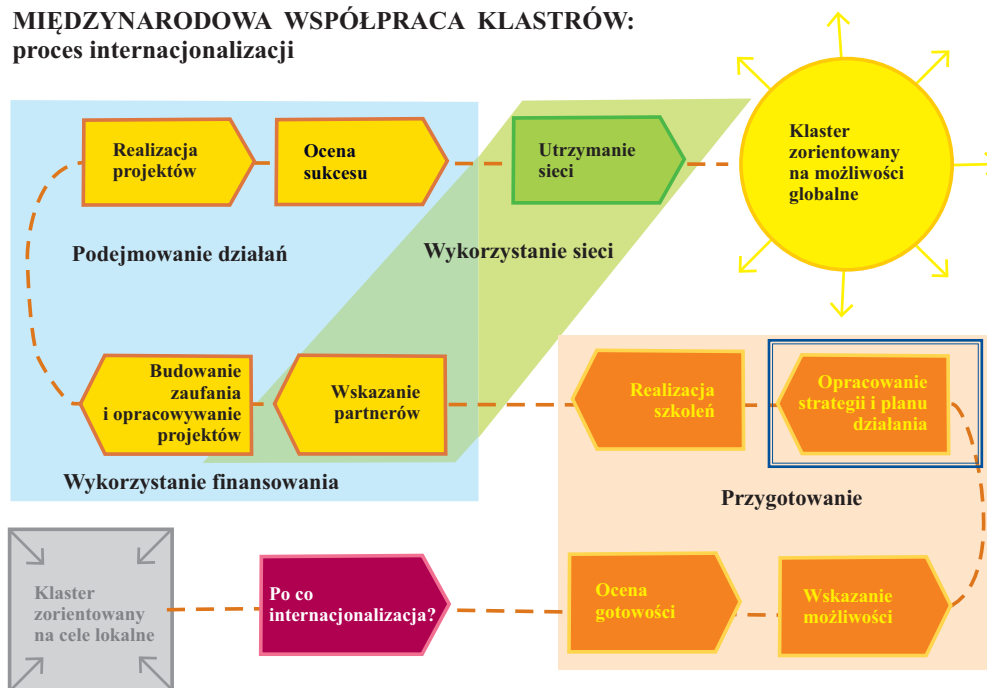 MIĘDZYNARODOWA WSPÓŁPRACA KLASTRÓW:
proces internacjonalizacji
Realizacja
projektów
Ocena
sukcesu
Utrzymanie
sieci
Klaster
zorientowany
na możliwości
globalne
Podejmowanie działań
Wykorzystanie sieci
Budowanie
zaufania
i opracowywanie
projektów
Wskazanie
partnerów
Realizacja
szkoleń
Opracowanie
strategii i planu
działania
Wykorzystanie finansowania
Przygotowanie
Klaster
zorientowany
na cele lokalne
Po co
internacjonalizacja?
Ocena
gotowości
Wskazanie
możliwości